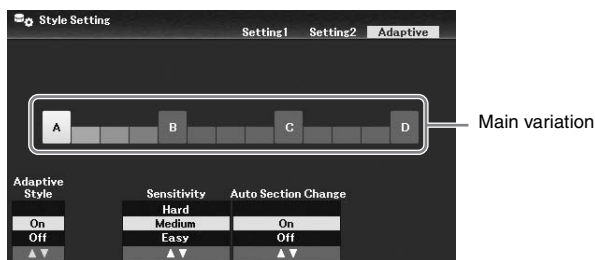 Style Setting
Setting1 Setting2 Adaptive
A B C D
Main variation
Adaptive
Style Sensitivity Auto Section Change
Hard
On Medium On
Off Easy Off